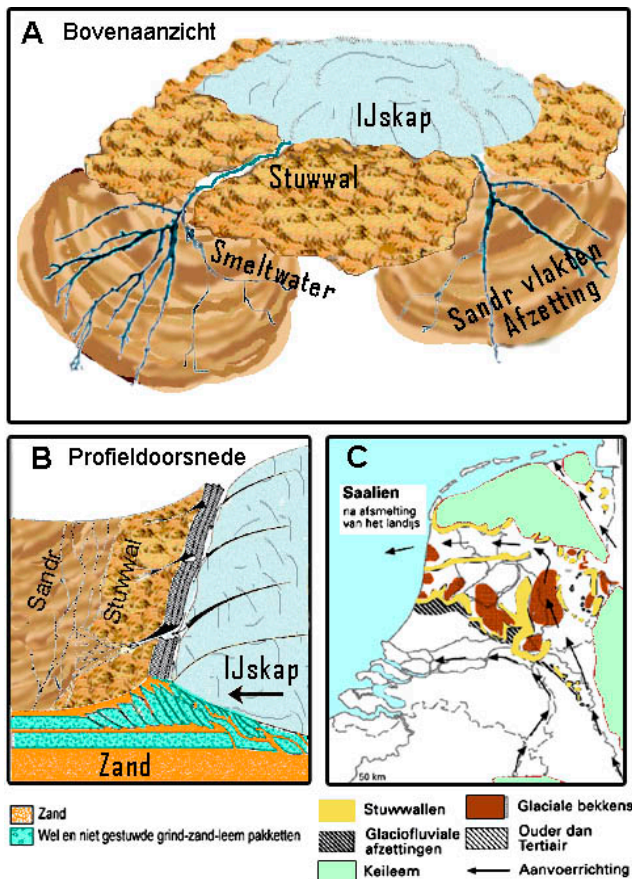 A Bovenaanzicht
IJskap
Stuwwal
Smeltwater
Sandr vlakten
Afzetting
B Profieldoorsnede
Sandr
Stuwwal
IJskap
Zand
C
Saalien
na afsmelting
van het landijs
50 km
Zand
Wel en niet gestuwde grind-zand-leem pakketten
Stuwwallen
Glaciale bekkens
Glaciofluviale
afzettingen
Ouder dan
Tertiair
Keileem
Aanvoerrichting